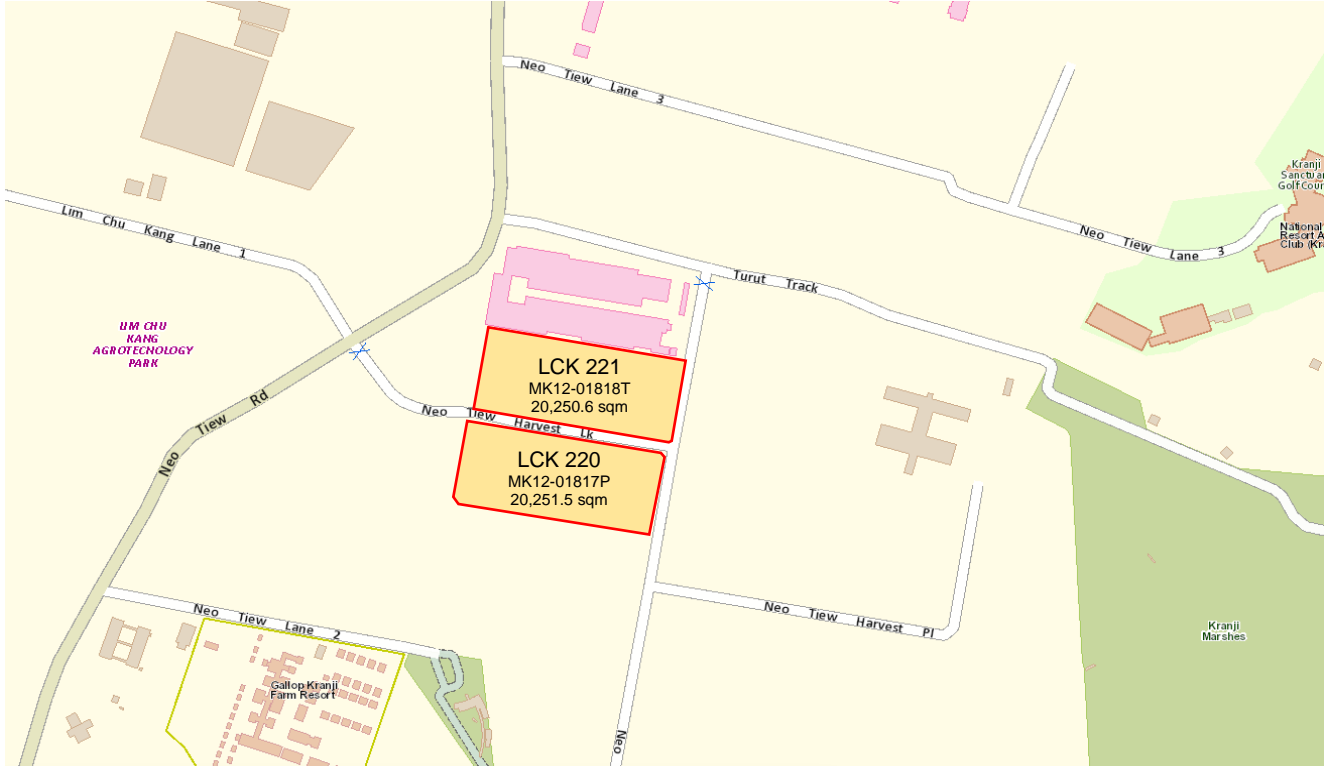 Neo Tiew Lane 3
Kranji
Sanctuar
Golf Cour
National
Resort A
Club (Kra
Neo Tiew Lane 3
Lim Chu Kang Lane 1
Turut Track
LIM CHU
KANG
AGROTECNOLOGY
PARK
LCK 221
MK12-01818T
20,250.6 sqm
Neo Tiew Rd
Neo Tiew Harvest Lk
LCK 220
MK12-01817P
20,251.5 sqm
Neo Tiew Lane 2
Neo Tiew Harvest Pl
Kranji
Marshes
Gallop Kranji
Farm Resort
Neo